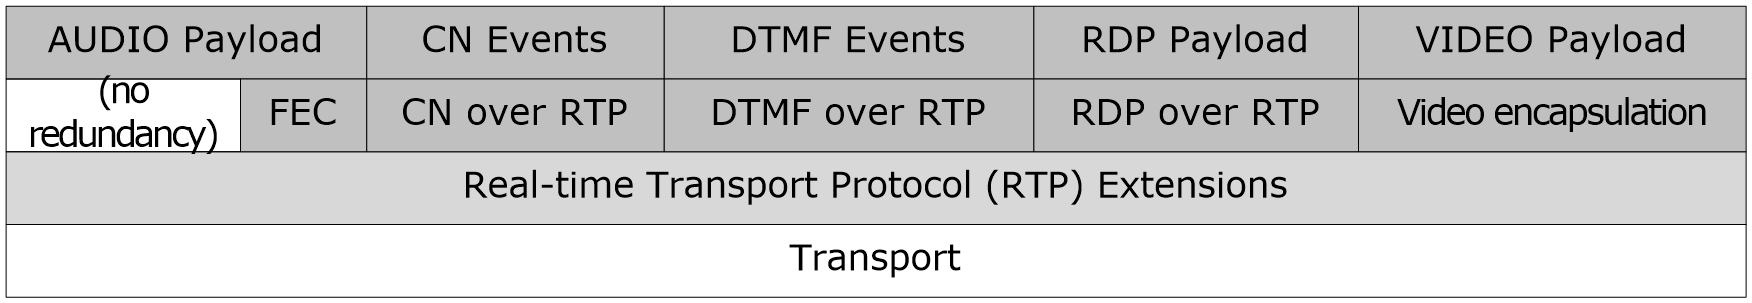 AUDIO Payload
CN Events
DTMF Events
RDP Payload
VIDEO Payload
(no
redundancy)
FEC
CN over RTP
DTMF over RTP
RDP over RTP
Video encapsulation
Real-time Transport Protocol (RTP) Extensions
Transport